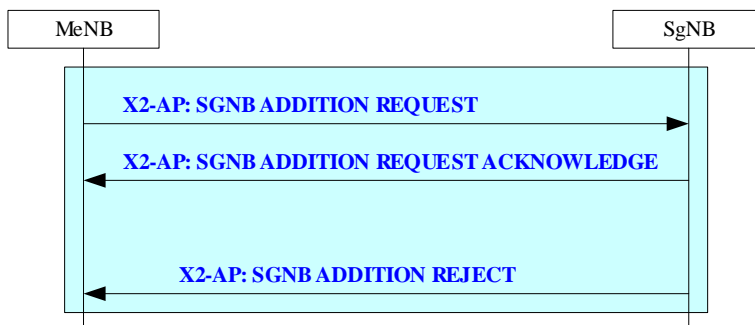 MeNB
SgNB
X2-AP: SGNB ADDITION REQUEST
X2-AP: SGNB ADDITION REQUEST ACKNOWLEDGE
X2-AP: SGNB ADDITION REJECT